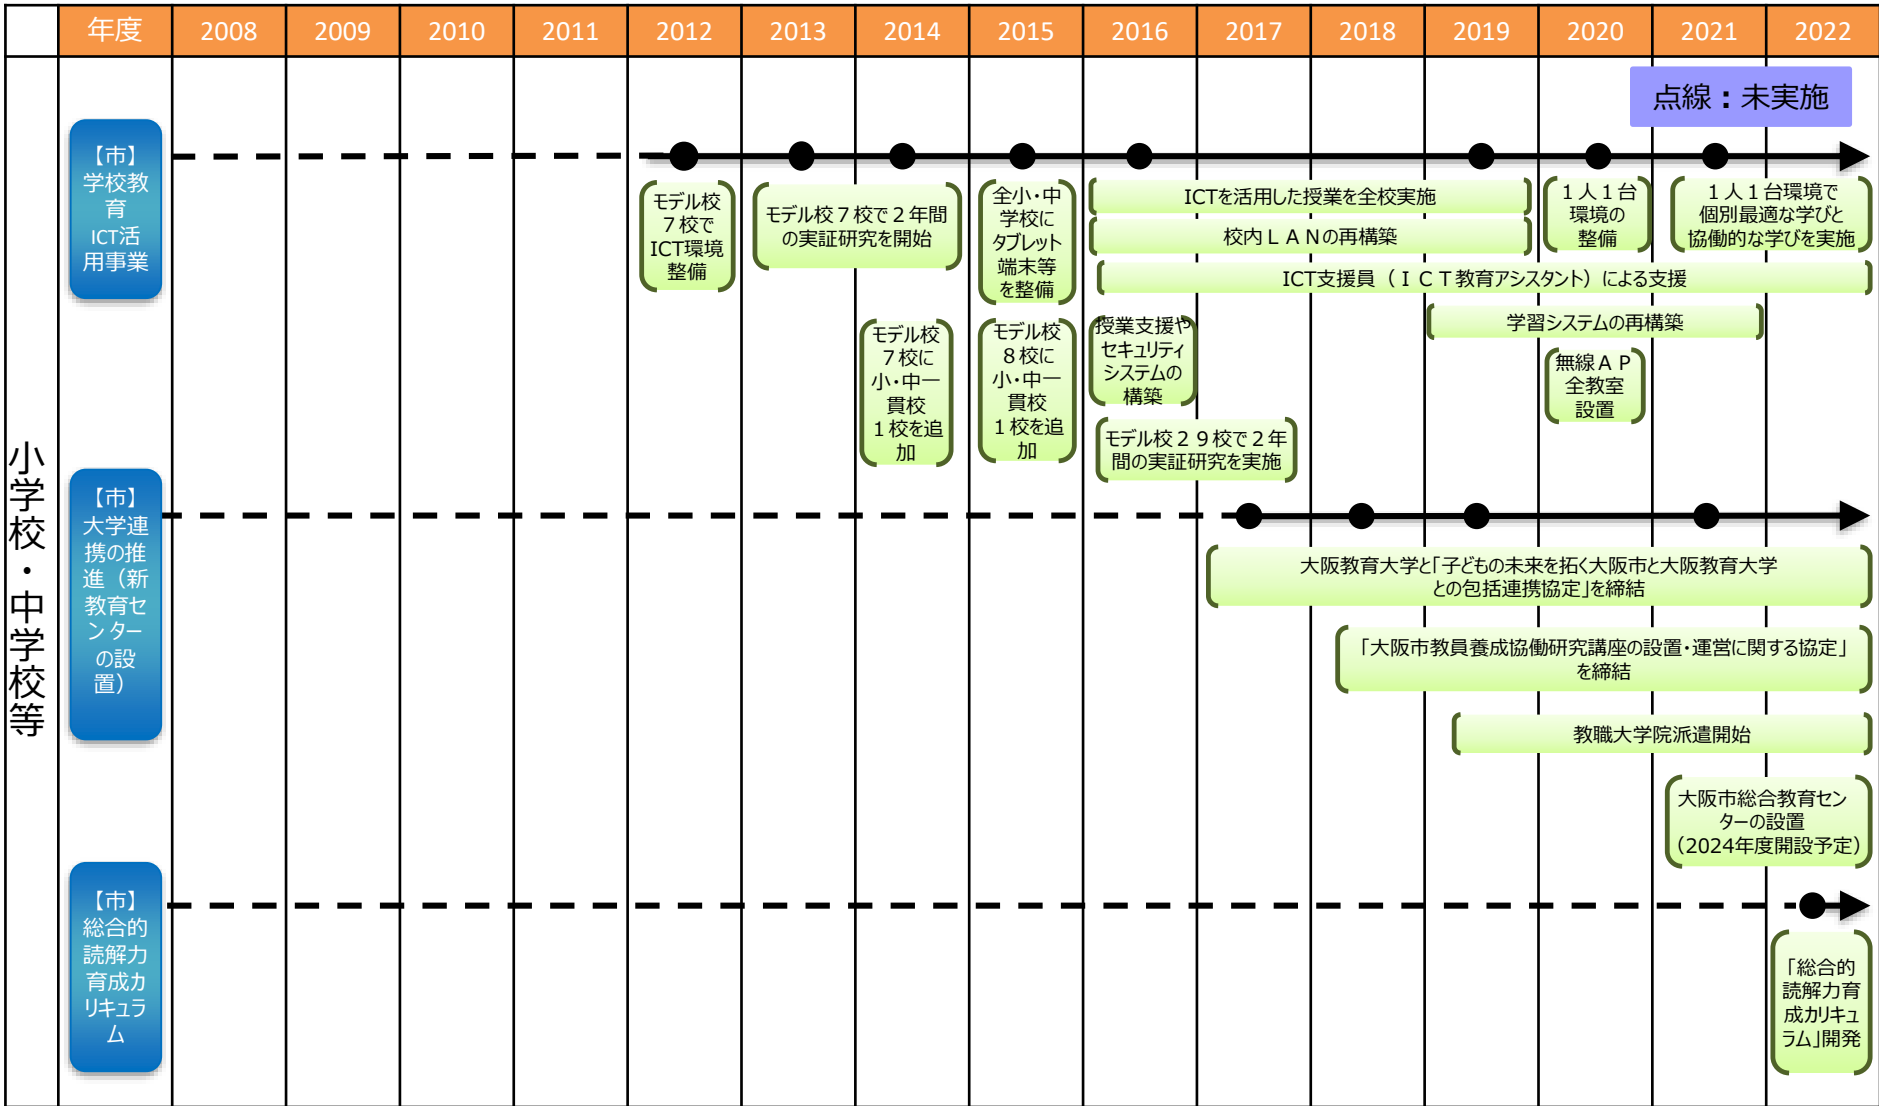 年度 2008 2009 2010 2011 2012 2013 2014 2015 2016 2017 2018 2019 2020 2021 2022
点線：未実施
小学校・中学校等
【市】
学校教
育
ICT活
用事業
モデル校
７校で
ICT環境
整備
モデル校７校で２年間
の実証研究を開始
全小・中
学校に
タブレット
端末等
を整備
ICTを活用した授業を全校実施
校内ＬＡＮの再構築
１人１台
環境の
整備
１人１台環境で
個別最適な学びと
協働的な学びを実施
ICT支援員（ＩＣＴ教育アシスタント）による支援
学習システムの再構築
モデル校
７校に
小・中一
貫校
１校を追
加
モデル校
８校に
小・中一
貫校
１校を追
加
授業支援や
セキュリティ
システムの
構築
無線ＡＰ
全教室
設置
モデル校２９校で２年
間の実証研究を実施
【市】
大学連
携の推
進（新
教育セ
ンター
の設
置）
大阪教育大学と「子どもの未来を拓く大阪市と大阪教育大学
との包括連携協定」を締結
「大阪市教員養成協働研究講座の設置・運営に関する協定」
を締結
教職大学院派遣開始
大阪市総合教育セン
ターの設置
（2024年度開設予定）
【市】
総合的
読解力
育成カ
リキュラ
ム
「総合的
読解力育
成カリキュ
ラム」開発